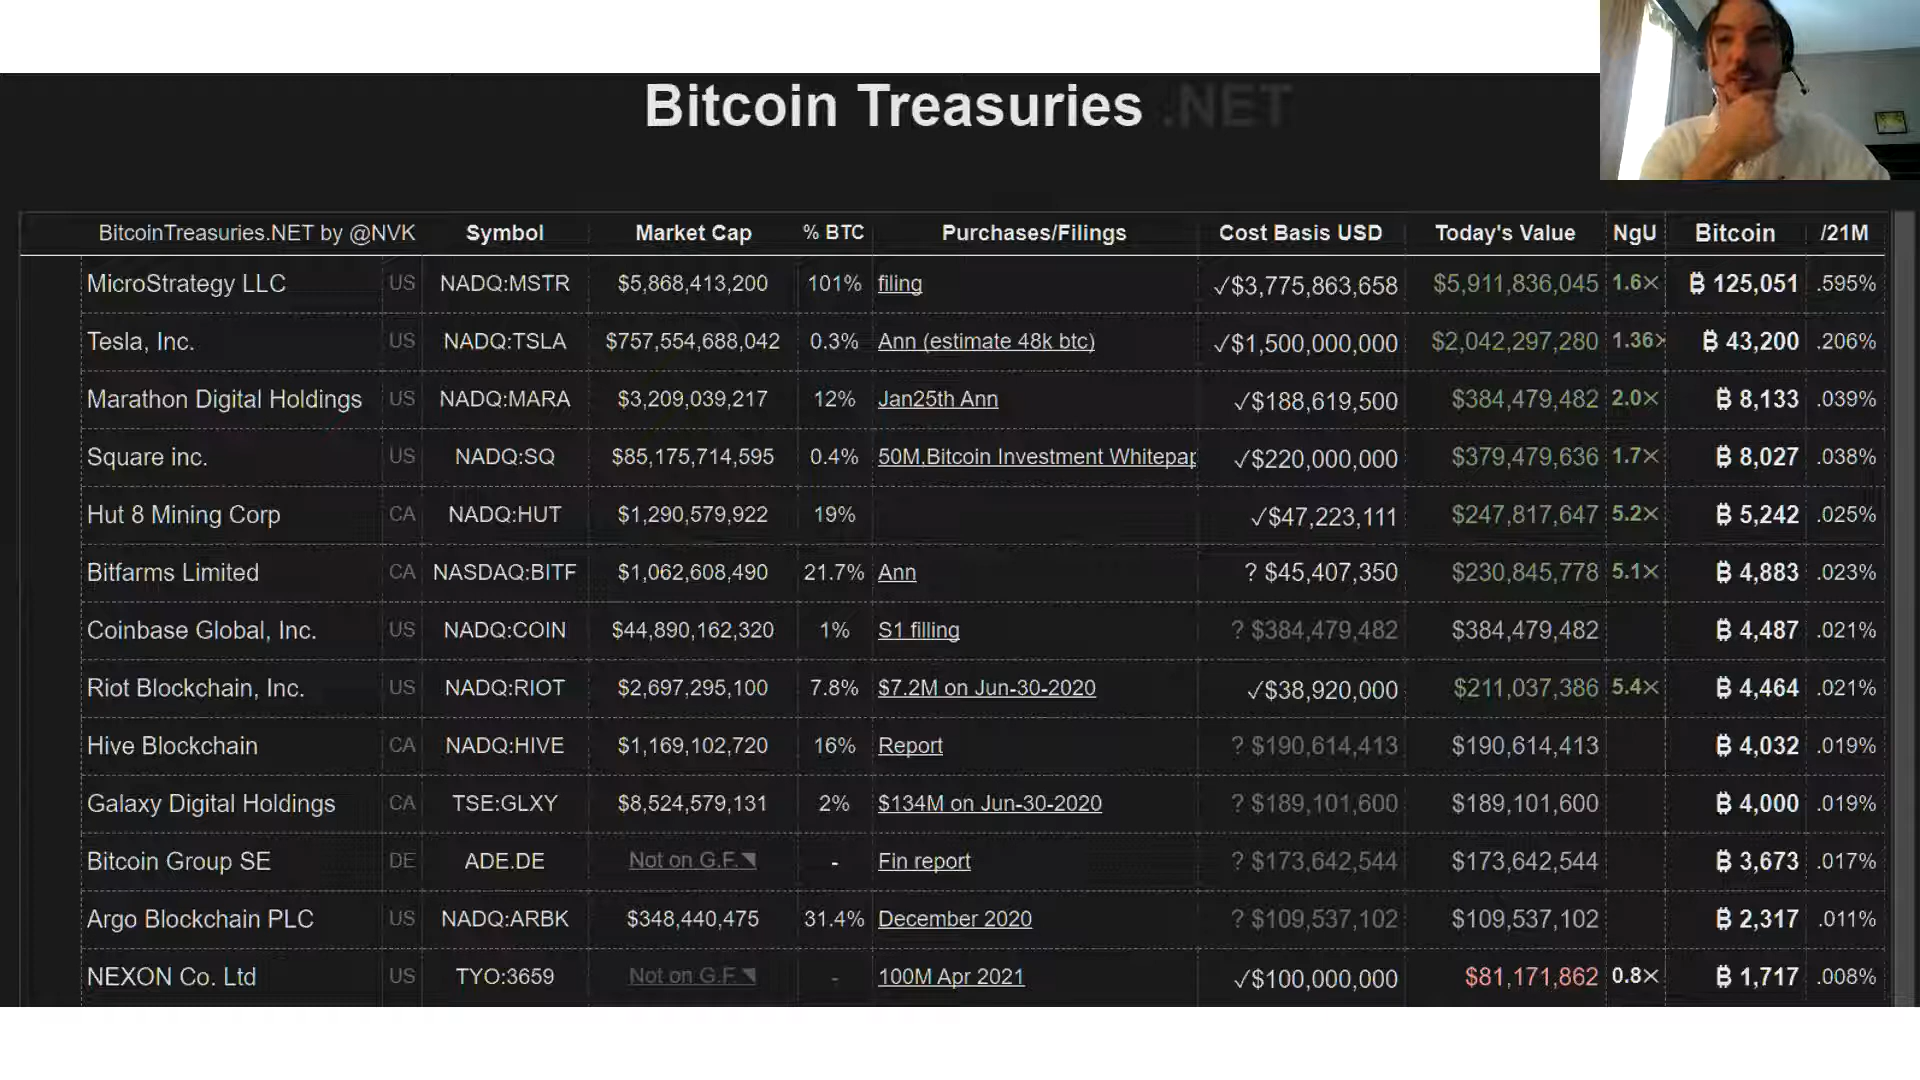 Bitcoin Treasuries .NET
BitcoinTreasuries.NET by @NVK Symbol Market Cap % BTC Purchases/Filings Cost Basis USD Today's Value NgU Bitcoin /21M
MicroStrategy LLC US NADQ:MSTR $5,868,413,200 101% filing ✓$3,775,863,658 $5,911,836,045 1.6× ₿ 125,051 .595%
Tesla, Inc. US NADQ:TSLA $757,554,688,042 0.3% Ann (estimate 48k btc) ✓$1,500,000,000 $2,042,297,280 1.36× ₿ 43,200 .206%
Marathon Digital Holdings US NADQ:MARA $3,209,039,217 12% Jan25th Ann ✓$188,619,500 $384,479,482 2.0× ₿ 8,133 .039%
Square inc. US NADQ:SQ $85,175,714,595 0.4% 50M,Bitcoin Investment Whitepap ✓$220,000,000 $379,479,636 1.7× ₿ 8,027 .038%
Hut 8 Mining Corp CA NADQ:HUT $1,290,579,922 19% ✓$47,223,111 $247,817,647 5.2× ₿ 5,242 .025%
Bitfarms Limited CA NASDAQ:BITF $1,062,608,490 21.7% Ann ? $45,407,350 $230,845,778 5.1× ₿ 4,883 .023%
Coinbase Global, Inc. US NADQ:COIN $44,890,162,320 1% S1 filling ? $384,479,482 $384,479,482 ₿ 4,487 .021%
Riot Blockchain, Inc. US NADQ:RIOT $2,697,295,100 7.8% $7.2M on Jun-30-2020 ✓$38,920,000 $211,037,386 5.4× ₿ 4,464 .021%
Hive Blockchain CA NADQ:HIVE $1,169,102,720 16% Report ? $190,614,413 $190,614,413 ₿ 4,032 .019%
Galaxy Digital Holdings CA TSE:GLXY $8,524,579,131 2% $134M on Jun-30-2020 ? $189,101,600 $189,101,600 ₿ 4,000 .019%
Bitcoin Group SE DE ADE.DE Not on G.F.◥ - Fin report ? $173,642,544 $173,642,544 ₿ 3,673 .017%
Argo Blockchain PLC US NADQ:ARBK $348,440,475 31.4% December 2020 ? $109,537,102 $109,537,102 ₿ 2,317 .011%
NEXON Co. Ltd US TYO:3659 Not on G.F.◥ - 100M Apr 2021 ✓$100,000,000 $81,171,862 0.8× ₿ 1,717 .008%